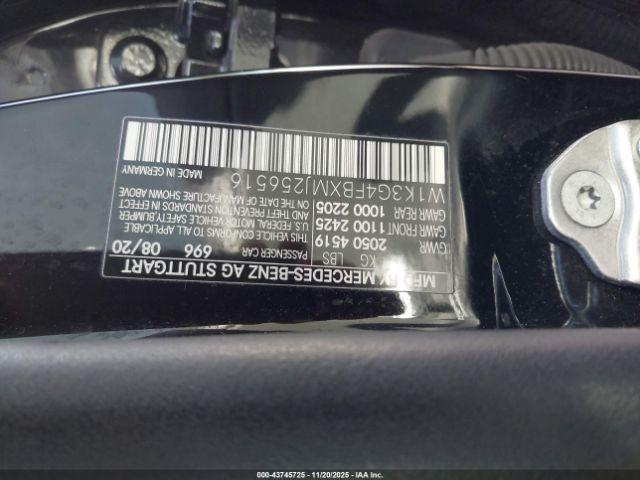 MFD BY MERCEDES-BENZ AG STUTTGART
KG LBS PASSENGER CAR 696 08/20
GVWR 2050 4519
THIS VEHICLE CONFORMS TO ALL APPLICABLE
GAWR FRONT 1100 2425
U.S. FEDERAL MOTOR VEHICLE SAFETY, BUMPER
AND THEFT PREVENTION STANDARDS IN EFFECT
GAWR REAR 1000 2205
ON THE DATE OF MANUFACTURE SHOWN ABOVE
W1K3G4FBXMJ256516
MADE IN GERMANY
000-43745725 - 11/20/2025 - IAAI - Copart